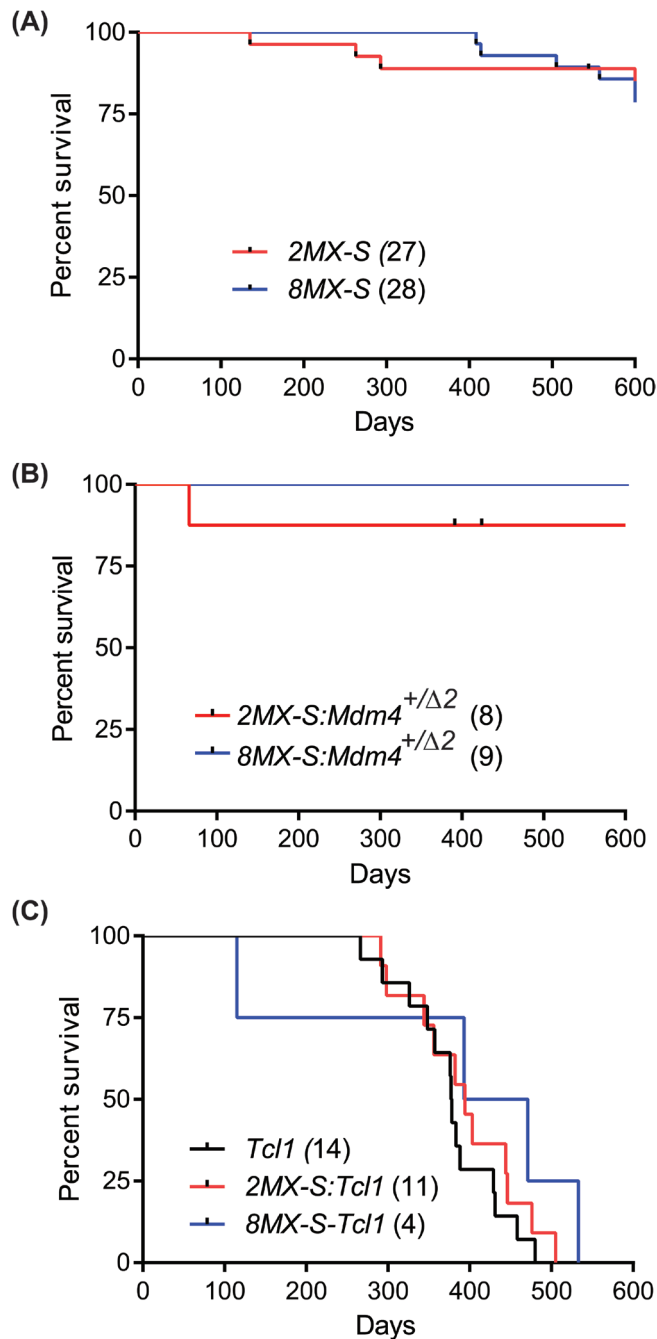 (A)
100
75
50
25
0
Percent survival
2MX-S (27)
8MX-S (28)
0 100 200 300 400 500 600
Days
(B)
100
75
50
25
0
Percent survival
2MX-S:Mdm4+/Δ2 (8)
8MX-S:Mdm4+/Δ2 (9)
100 200 300 400 500 600
Days
(C)
100
75
50
25
0
Percent survival
Tcl1 (14)
2MX-S:Tcl1 (11)
8MX-S-Tcl1 (4)
0 100 200 300 400 500 600
Days